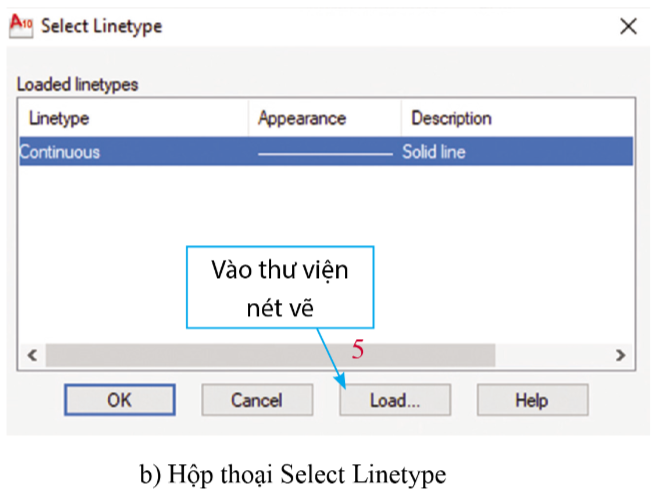 A10 Select Linetype
Loaded linetypes
Linetype Appearance Description
Continuous Solid line
Vào thư viện
nét vẽ
5
OK Cancel Load... Help
b) Hộp thoại Select Linetype